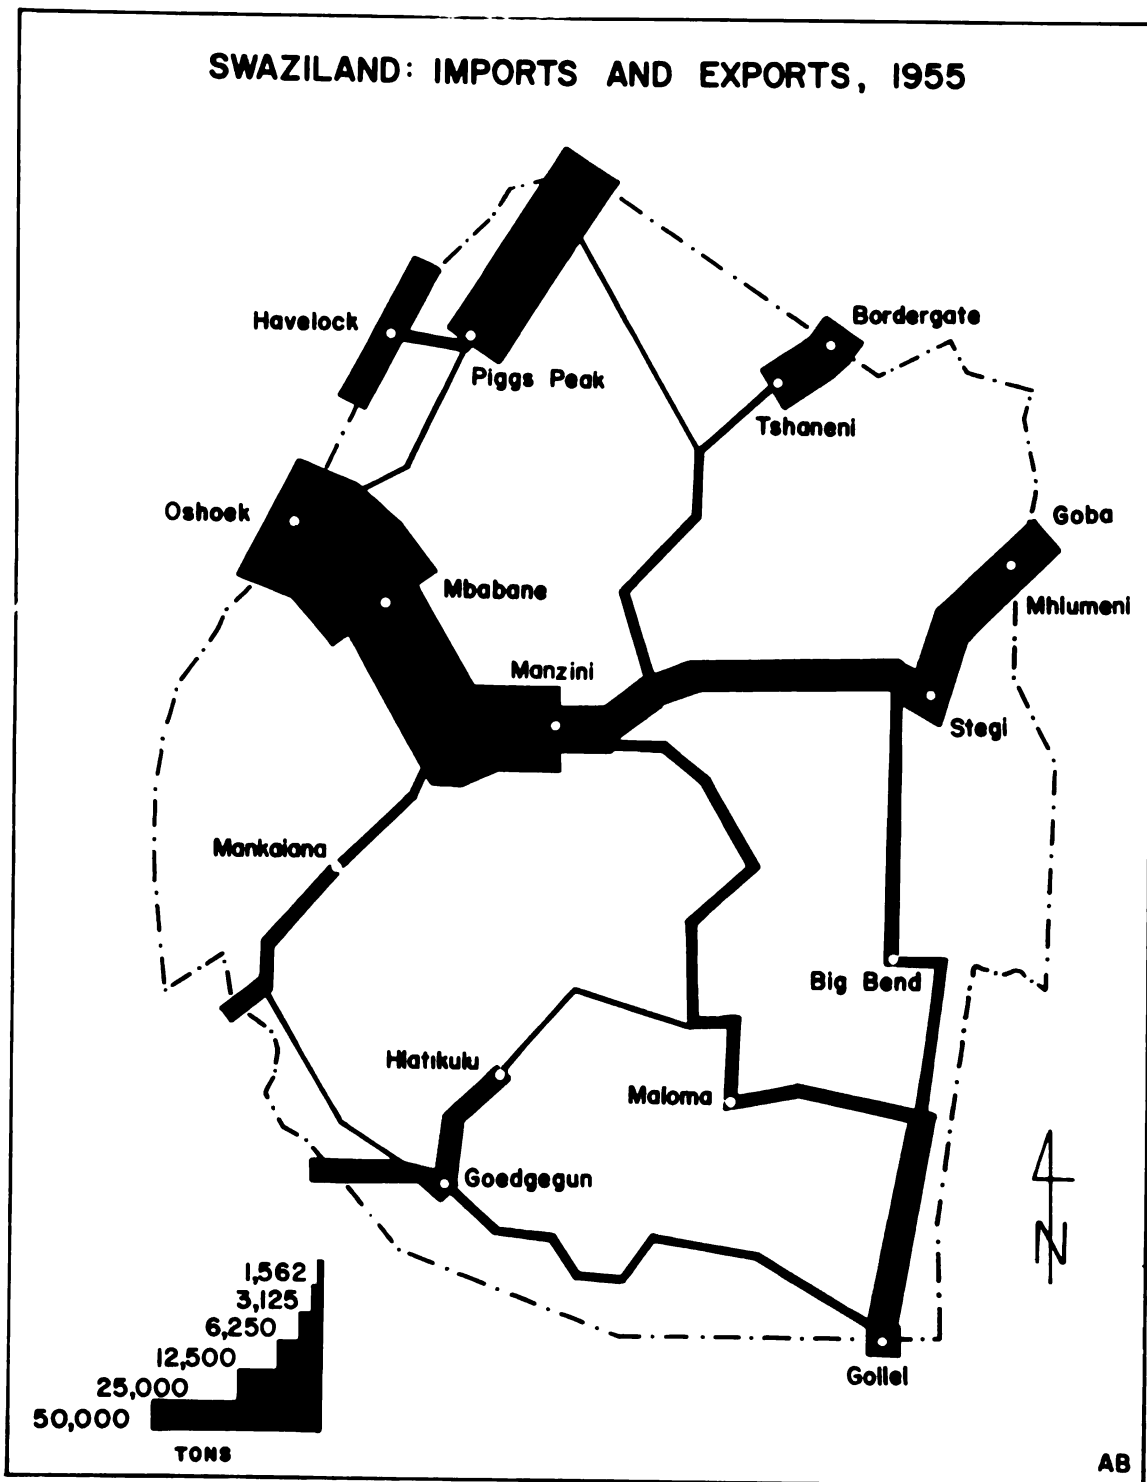 SWAZILAND: IMPORTS AND EXPORTS, 1955
Havelock
Bordergate
Piggs Peak
Tshaneni
Oshoek
Goba
Mbabane
Mhlumeni
Manzini
Stegi
Mankaiana
Big Bend
Hlatikulu
Maloma
Goedgegun
N
1,562
3,125
6,250
12,500
Gollel
25,000
50,000
TONS
AB